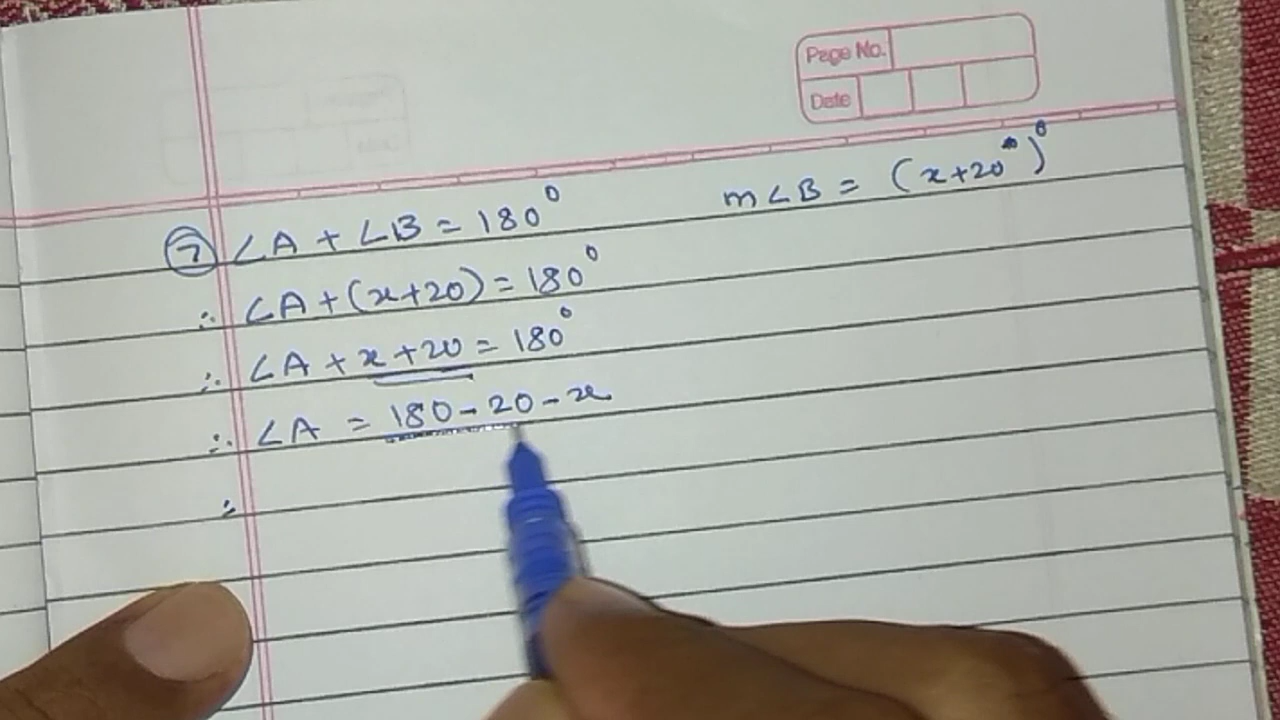 Page No.
Date
m∠B = (x+20°)°
⑦ ∠A + ∠B = 180°
∴ ∠A + (x+20) = 180°
∴ ∠A + x + 20 = 180°
∴ ∠A = 180 - 20 - x